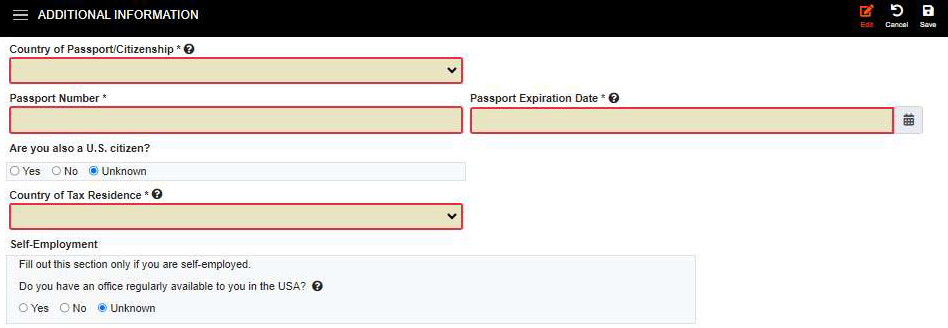 ADDITIONAL INFORMATION
Edit Cancel Save
Country of Passport/Citizenship *
Passport Number * Passport Expiration Date *
Are you also a U.S. citizen?
Yes No Unknown
Country of Tax Residence *
Self-Employment
Fill out this section only if you are self-employed.
Do you have an office regularly available to you in the USA?
Yes No Unknown